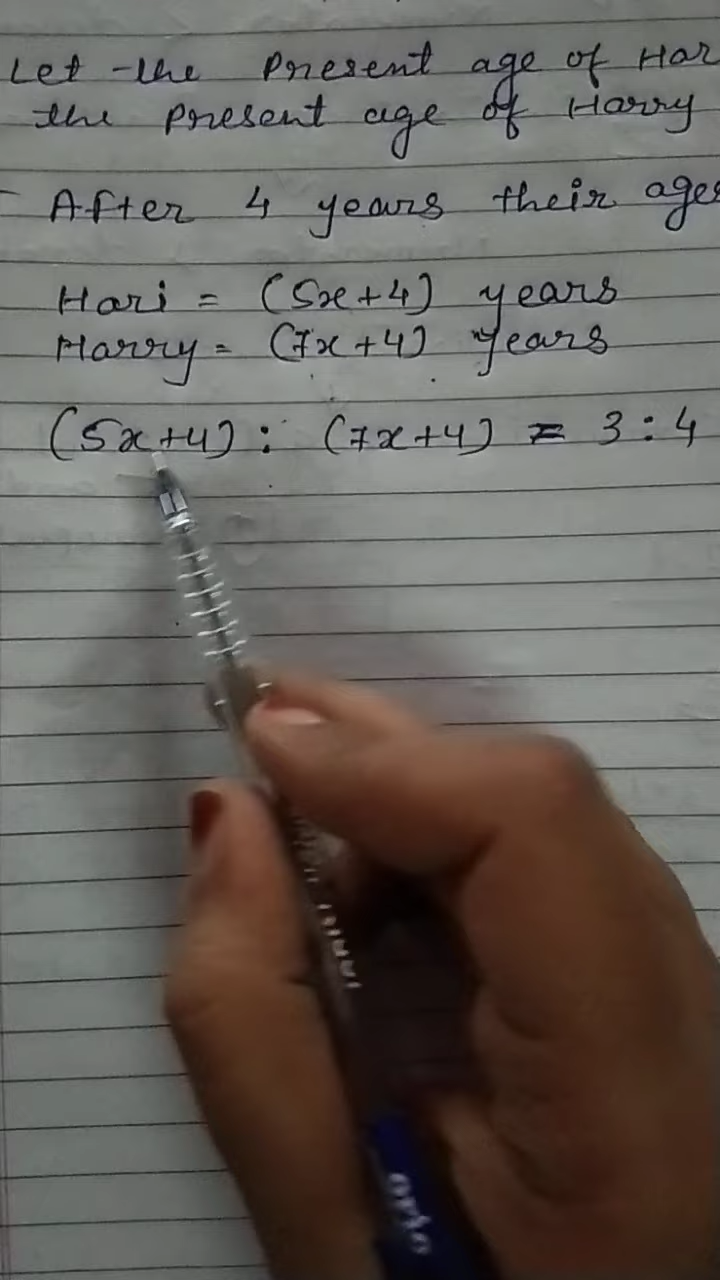 Let the Present age of Har
the Present age of Harry
After 4 years their ages
Hari = (5x+4) years
Harry = (7x+4) years
(5x+4) : (7x+4) = 3 : 4